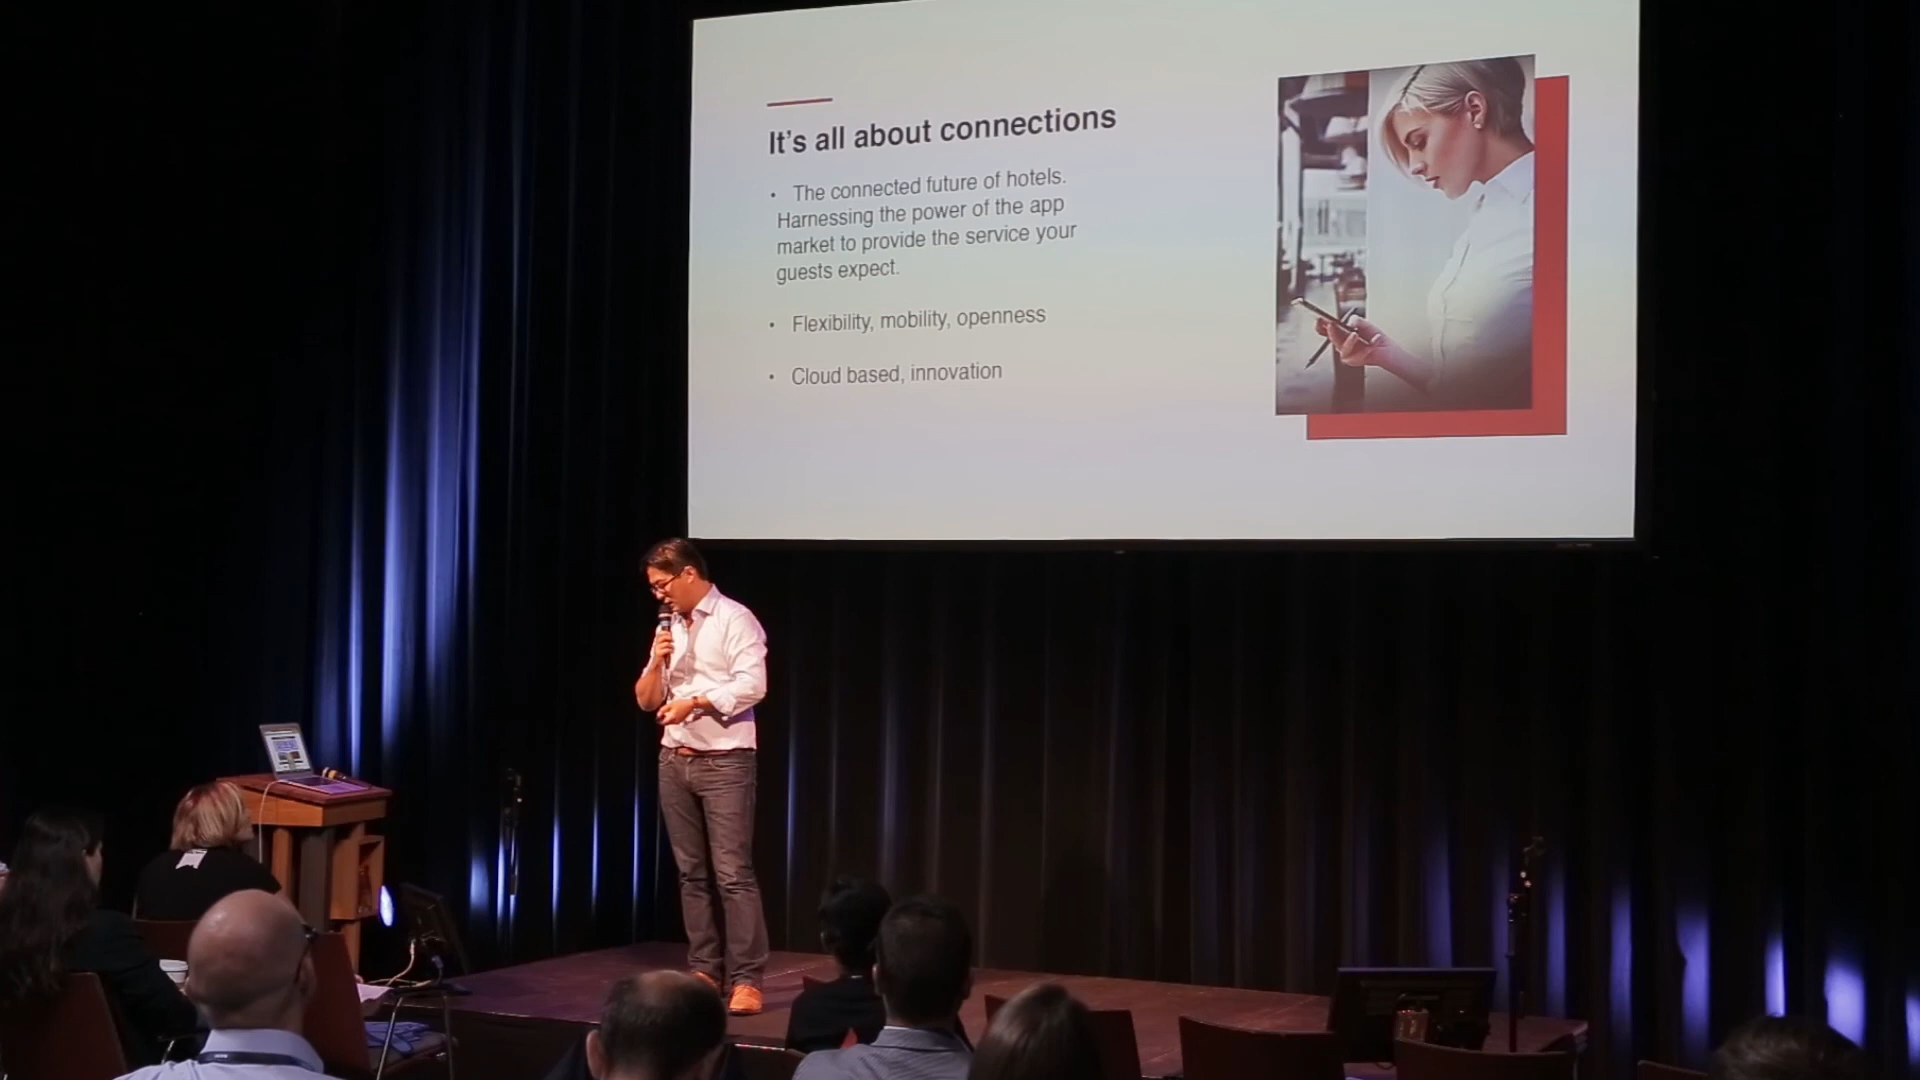 It's all about connections
• The connected future of hotels.
Harnessing the power of the app
market to provide the service your
guests expect.
• Flexibility, mobility, openness
• Cloud based, innovation